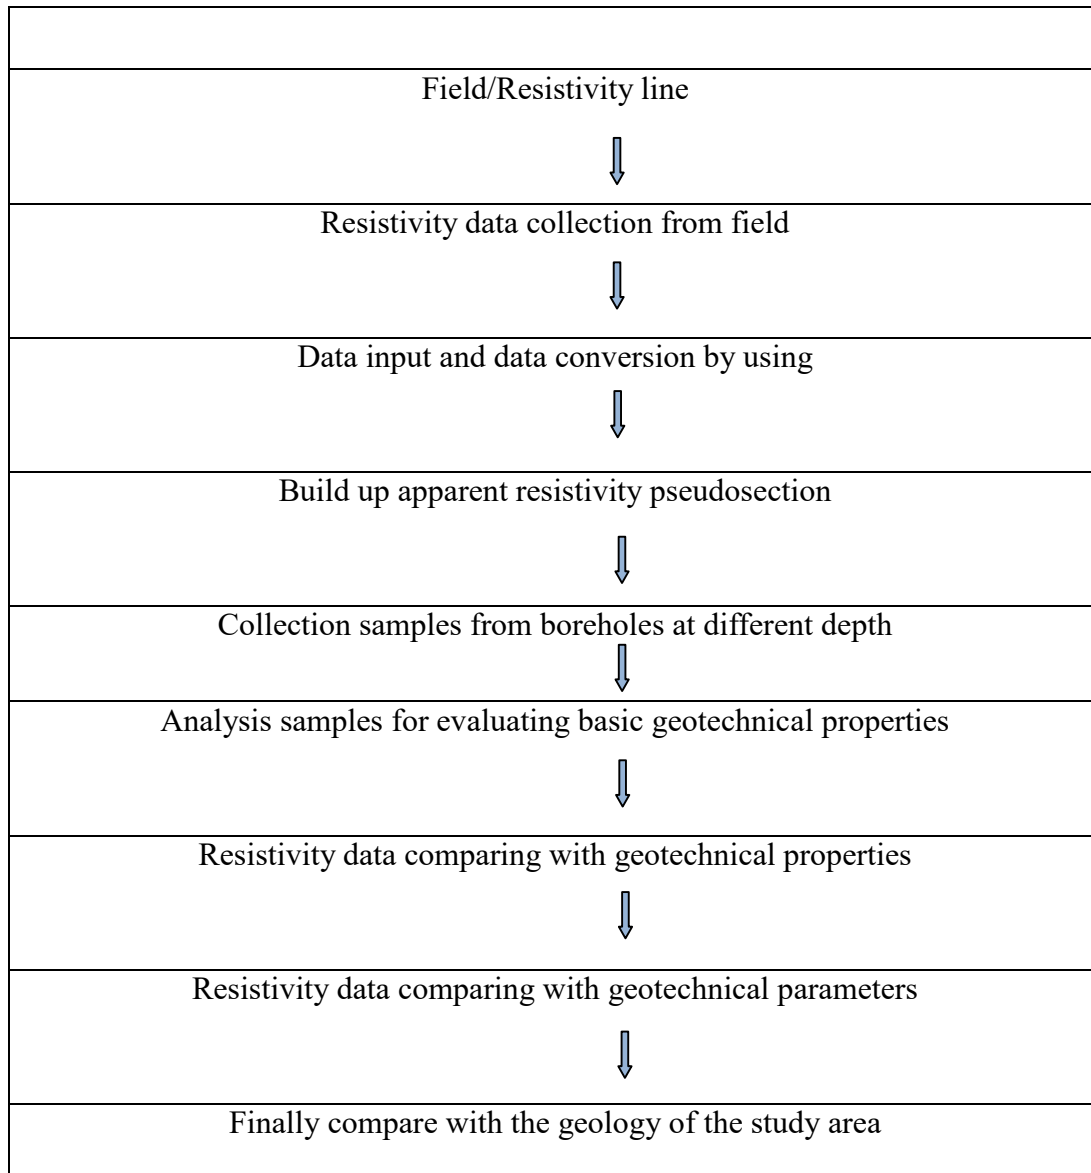 Field/Resistivity line
Resistivity data collection from field
Data input and data conversion by using
Build up apparent resistivity pseudosection
Collection samples from boreholes at different depth
Analysis samples for evaluating basic geotechnical properties
Resistivity data comparing with geotechnical properties
Resistivity data comparing with geotechnical parameters
Finally compare with the geology of the study area